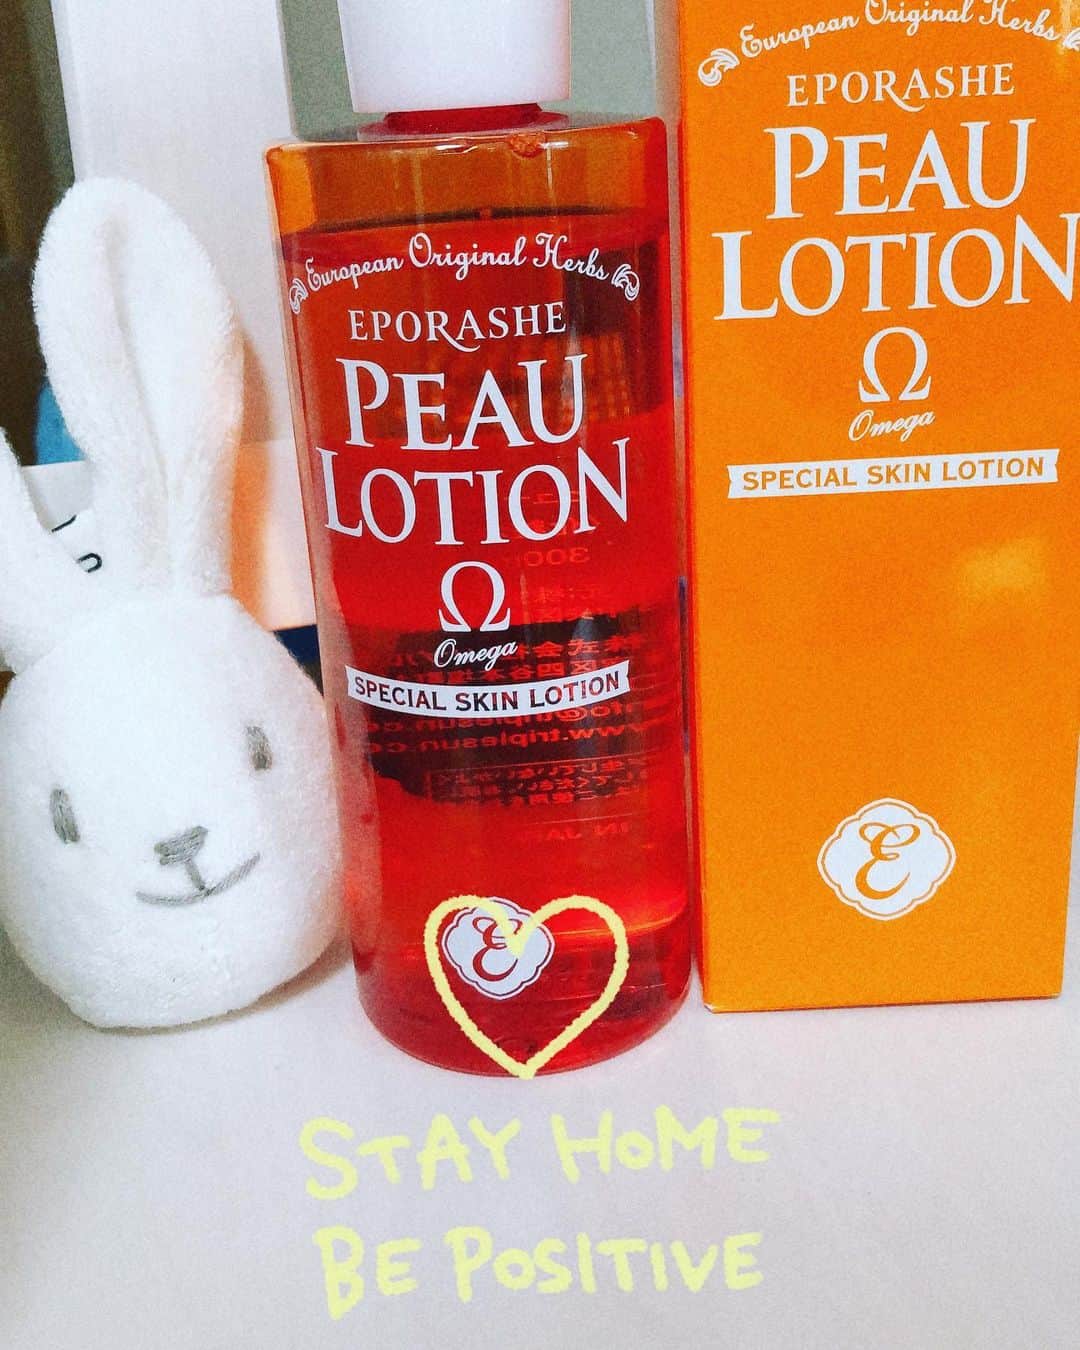 European Original Herbs
EPORASHE
PEAU
LOTION
Ω
Omega
SPECIAL SKIN LOTION
E
European Original Herbs
EPORASHE
PEAU
LOTION
Ω
Omega
SPECIAL SKIN LOTION
E
STAY HOME
BE POSITIVE